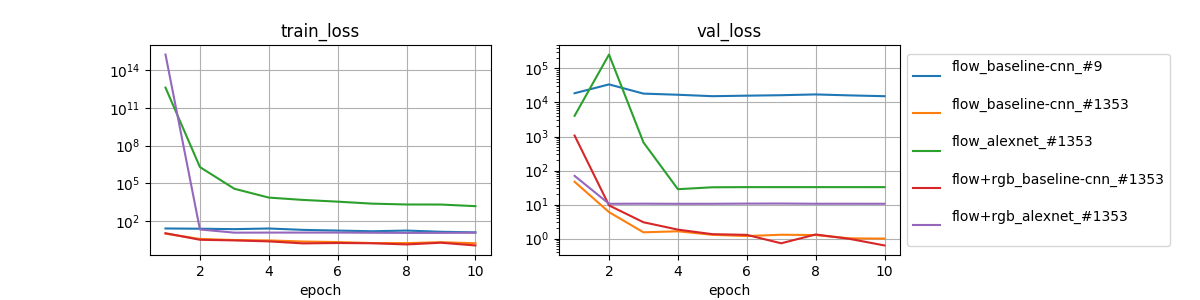 train_loss
10^14
10^11
10^8
10^5
10^2
2
4
6
8
10
epoch
val_loss
10^5
10^4
10^3
10^2
10^1
10^0
2
4
6
8
10
epoch
flow_baseline-cnn_#9
flow_baseline-cnn_#1353
flow_alexnet_#1353
flow+rgb_baseline-cnn_#1353
flow+rgb_alexnet_#1353